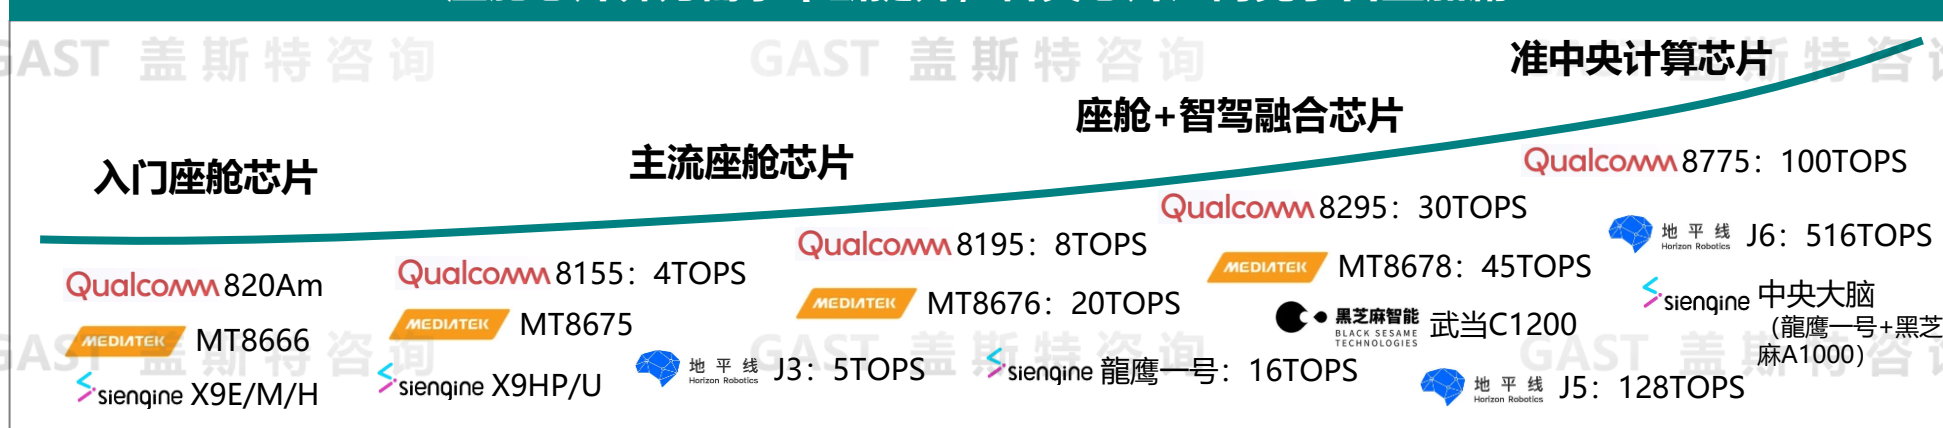 GAST 盖斯特咨询
GAST 盖斯特咨询
准中央计算芯片
座舱+智驾融合芯片
主流座舱芯片
入门座舱芯片
Qualcomm 8775：100TOPS
Qualcomm 8295：30TOPS
地平线 Horizon Robotics J6：516TOPS
Qualcomm 8195：8TOPS
MEDIATEK MT8678：45TOPS
Qualcomm 8155：4TOPS
Qualcomm 820Am
siengine 中央大脑
（龍鹰一号+黑芝
麻A1000）
MEDIATEK MT8676：20TOPS
黑芝麻智能 BLACK SESAME TECHNOLOGIES 武当C1200
MEDIATEK MT8675
MEDIATEK MT8666
地平线 Horizon Robotics J3：5TOPS
siengine 龍鹰一号：16TOPS
siengine X9HP/U
siengine X9E/M/H
地平线 Horizon Robotics J5：128TOPS